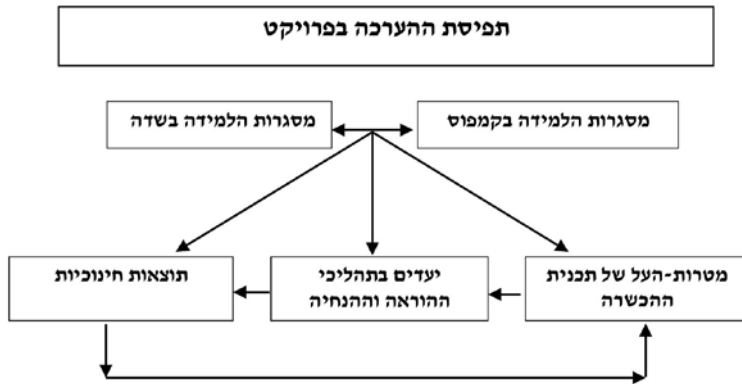 תפיסת ההערכה בפרויקט
מסגרות הלמידה בקמפוס
מסגרות הלמידה בשדה
מטרות-העל של תכנית
ההכשרה
יעדים בתהליכי
ההוראה וההנחיה
תוצאות חינוכיות